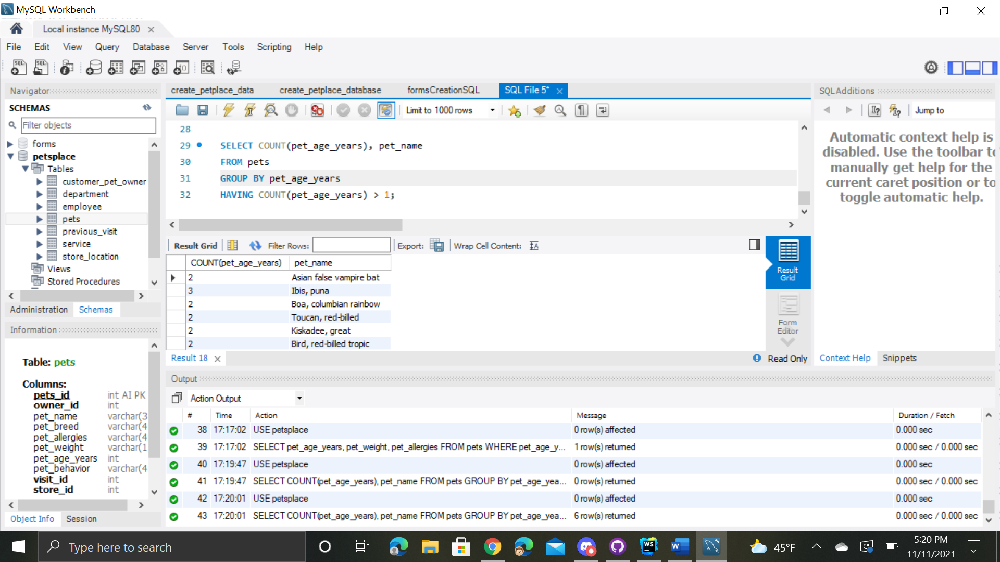 MySQL Workbench
Local instance MySQL80
File Edit View Query Database Server Tools Scripting Help
Navigator
SCHEMAS
Filter objects
forms
petsplace
Tables
customer_pet_owner
department
employee
pets
previous_visit
service
store_location
Views
Stored Procedures
Administration Schemas
Information
Table: pets
Columns:
pets_id int AI PK
owner_id int
pet_name varchar(3
pet_breed varchar(4
pet_allergies varchar(4
pet_weight varchar(1
pet_age_years int
pet_behavior varchar(4
visit_id int
store_id int
Object Info Session
create_petplace_data create_petplace_database formsCreationSQL SQL File 5*
Limit to 1000 rows
28
29 SELECT COUNT(pet_age_years), pet_name
30 FROM pets
31 GROUP BY pet_age_years
32 HAVING COUNT(pet_age_years) > 1;
Result Grid Filter Rows: Export: Wrap Cell Content:
COUNT(pet_age_years) pet_name
2 Asian false vampire bat
3 Ibis, puna
2 Boa, columbian rainbow
2 Toucan, red-billed
2 Kiskadee, great
2 Bird, red-billed tropic
Result Grid
Form Editor
Result 18
Read Only
SQLAdditions
Jump to
Automatic context help is
disabled. Use the toolbar to
manually get help for the
current caret position or to
toggle automatic help.
Context Help Snippets
Output
Action Output
# Time Action Message Duration / Fetch
38 17:17:02 USE petsplace 0 row(s) affected 0.000 sec
39 17:17:02 SELECT pet_age_years, pet_weight, pet_allergies FROM pets WHERE pet_age_y... 1 row(s) returned 0.000 sec / 0.000 sec
40 17:19:47 USE petsplace 0 row(s) affected 0.000 sec
41 17:19:47 SELECT COUNT(pet_age_years), pet_name FROM pets GROUP BY pet_age_yea... 0 row(s) returned 0.000 sec / 0.000 sec
42 17:20:01 USE petsplace 0 row(s) affected 0.000 sec
43 17:20:01 SELECT COUNT(pet_age_years), pet_name FROM pets GROUP BY pet_age_yea... 6 row(s) returned 0.000 sec / 0.000 sec
Type here to search
45°F
5:20 PM
11/11/2021